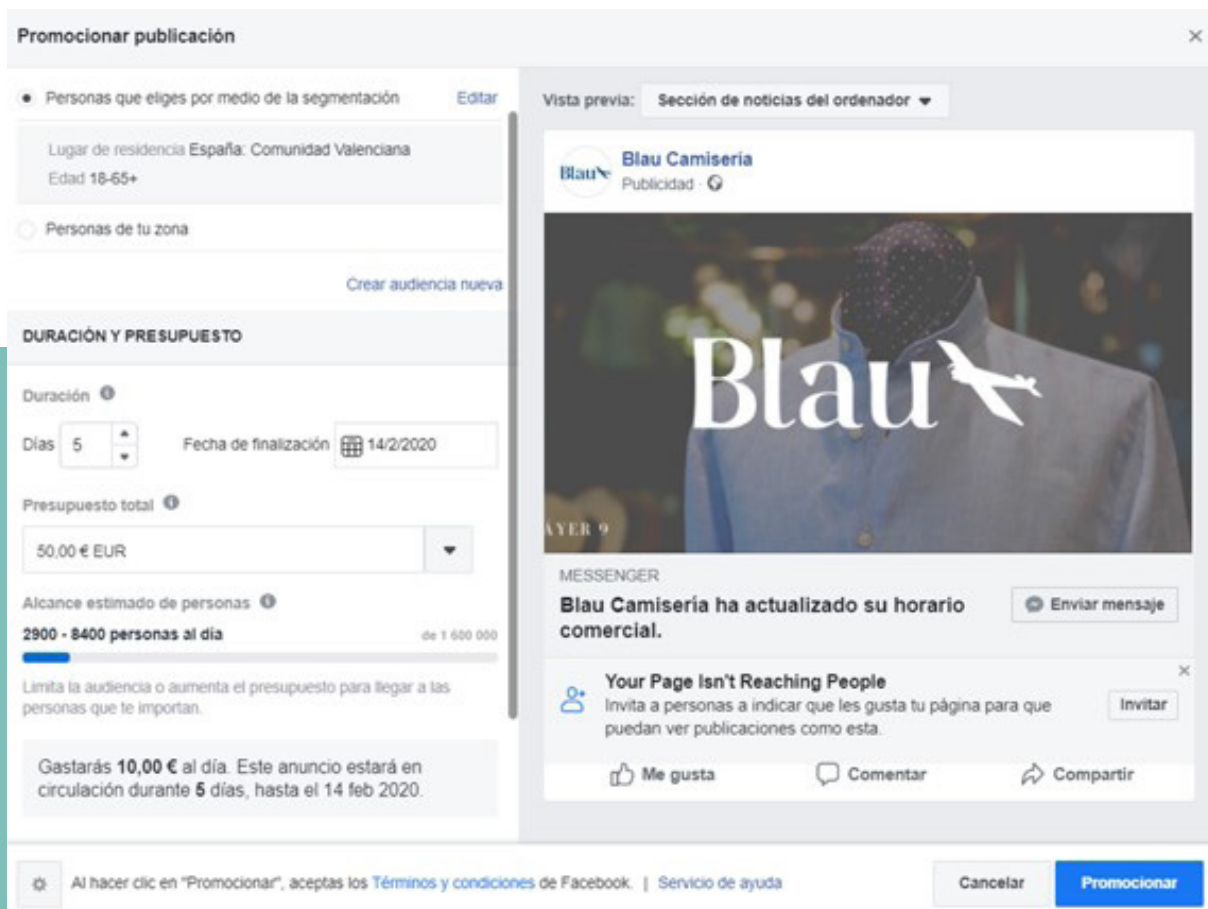 Promocionar publicación
Personas que eliges por medio de la segmentación Editar
Lugar de residencia España: Comunidad Valenciana
Edad 18-65+
Personas de tu zona
Crear audiencia nueva
DURACIÓN Y PRESUPUESTO
Duración
Días 5 Fecha de finalización 14/2/2020
Presupuesto total
50,00 € EUR
Alcance estimado de personas
2900 - 8400 personas al día de 1 600 000
Limita la audiencia o aumenta el presupuesto para llegar a las
personas que te importan.
Gastarás 10,00 € al día. Este anuncio estará en
circulación durante 5 días, hasta el 14 feb 2020.
Vista previa: Sección de noticias del ordenador
Blau
Blau Camisería
Publicidad
Blau
AYER 9
MESSENGER
Blau Camisería ha actualizado su horario
comercial.
Enviar mensaje
Your Page Isn't Reaching People
Invita a personas a indicar que les gusta tu página para que
puedan ver publicaciones como esta.
Invitar
Me gusta Comentar Compartir
Al hacer clic en "Promocionar", aceptas los Términos y condiciones de Facebook. | Servicio de ayuda
Cancelar Promocionar